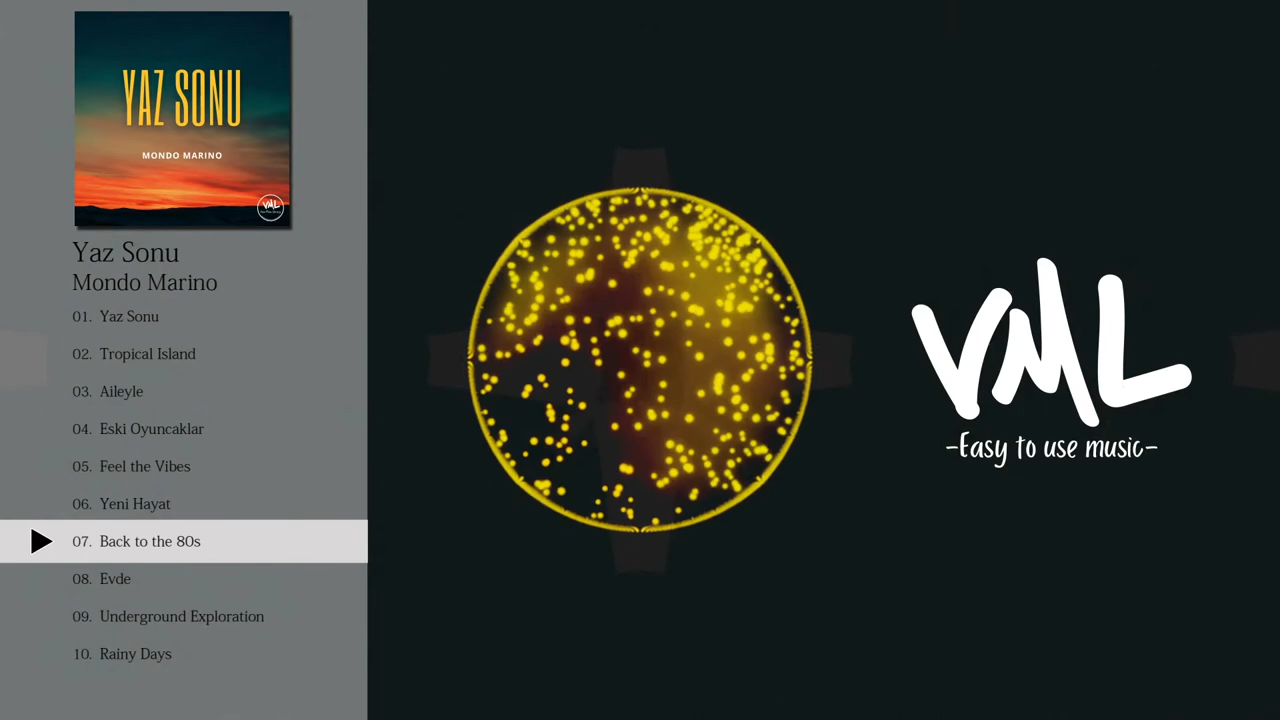 YAZ SONU
MONDO MARINO
VML
Yaz Sonu
Mondo Marino
01. Yaz Sonu
02. Tropical Island
03. Aileyle
04. Eski Oyuncaklar
05. Feel the Vibes
06. Yeni Hayat
07. Back to the 80s
08. Evde
09. Underground Exploration
10. Rainy Days
VML
-Easy to use music-